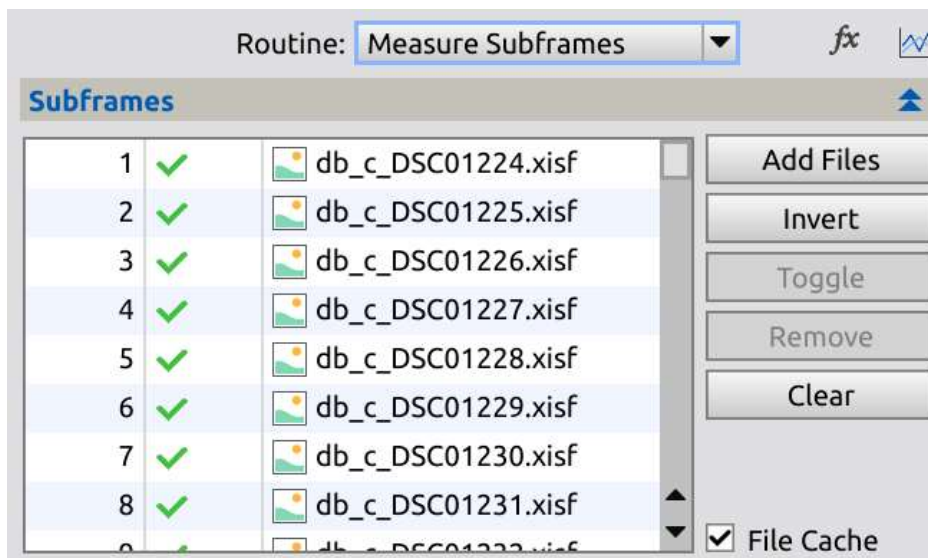 Routine: Measure Subframes fx
Subframes
1 db_c_DSC01224.xisf
2 db_c_DSC01225.xisf
3 db_c_DSC01226.xisf
4 db_c_DSC01227.xisf
5 db_c_DSC01228.xisf
6 db_c_DSC01229.xisf
7 db_c_DSC01230.xisf
8 db_c_DSC01231.xisf
Add Files
Invert
Toggle
Remove
Clear
File Cache